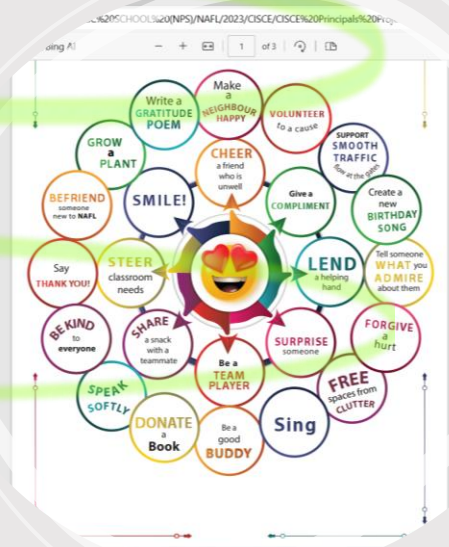 %20SCHOOL%20(NPS)/NAFL/2023/CISCE/CISCE%20Principals%20Proj
ing AI
1 of 3
Make
a
NEIGHBOUR
HAPPY
Write a
GRATITUDE
POEM
VOLUNTEER
to a cause
GROW
a
PLANT
CHEER
a friend
who is
unwell
SUPPORT
SMOOTH
TRAFFIC
flow at the gates
BEFRIEND
someone
new to NAFL
SMILE!
Give a
COMPLIMENT
Create a
new
BIRTHDAY
SONG
Say
THANK YOU!
STEER
classroom
needs
LEND
a helping
hand
Tell someone
WHAT you
ADMIRE
about them
BE KIND
to
everyone
SHARE
a snack
with a
teammate
SURPRISE
someone
FORGIVE
a
hurt
Be a
TEAM
PLAYER
SPEAK
SOFTLY
FREE
spaces from
CLUTTER
DONATE
a
Book
Be a
good
BUDDY
Sing